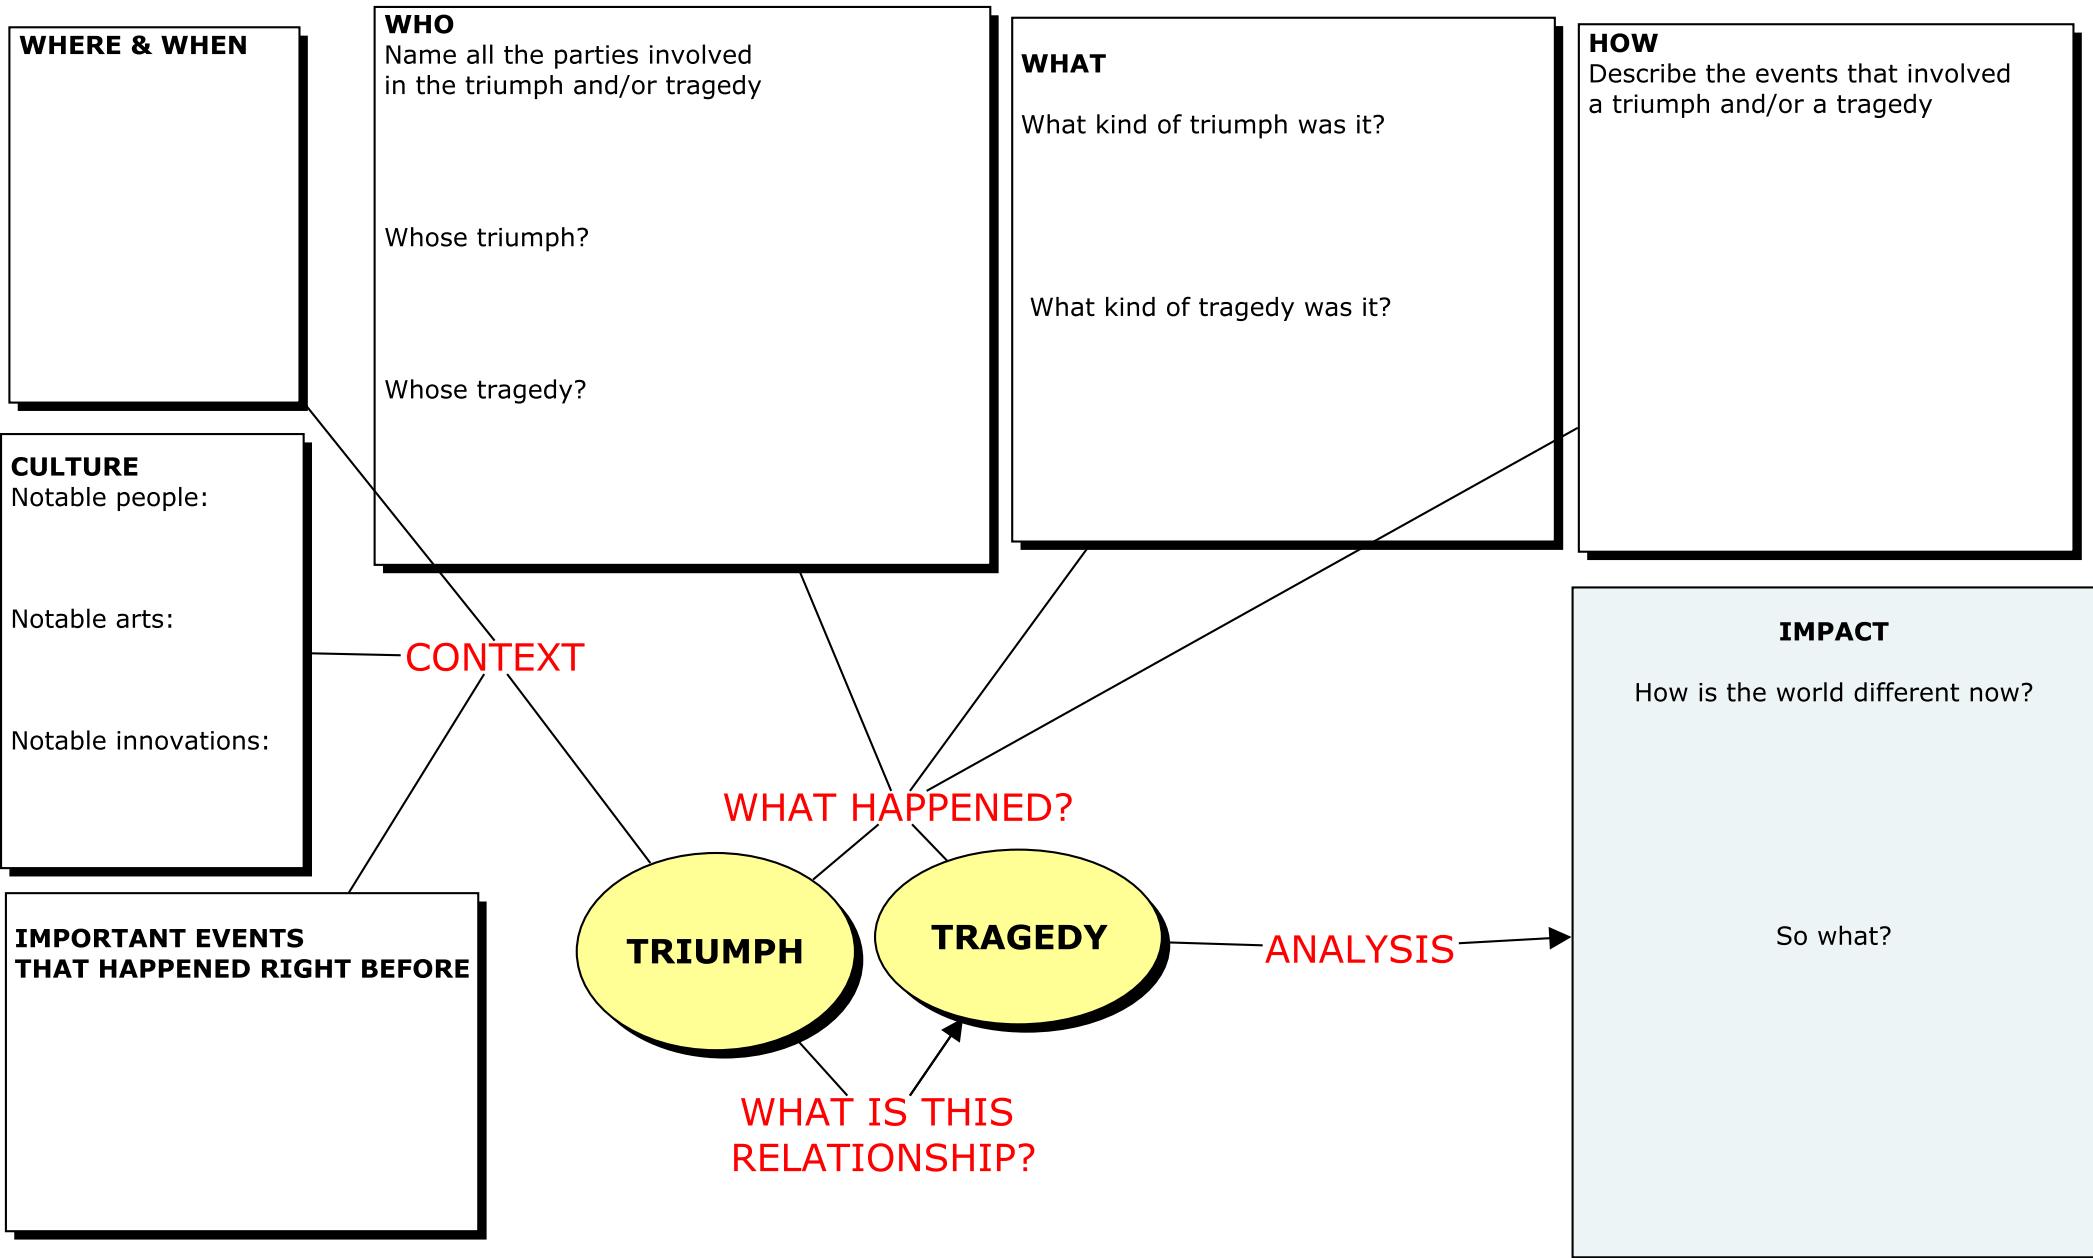 WHERE & WHEN
WHO
Name all the parties involved
in the triumph and/or tragedy
Whose triumph?
Whose tragedy?
WHAT
What kind of triumph was it?
What kind of tragedy was it?
HOW
Describe the events that involved
a triumph and/or a tragedy
CULTURE
Notable people:
Notable arts:
Notable innovations:
CONTEXT
IMPORTANT EVENTS
THAT HAPPENED RIGHT BEFORE
WHAT HAPPENED?
TRIUMPH
TRAGEDY
WHAT IS THIS
RELATIONSHIP?
ANALYSIS
IMPACT
How is the world different now?
So what?